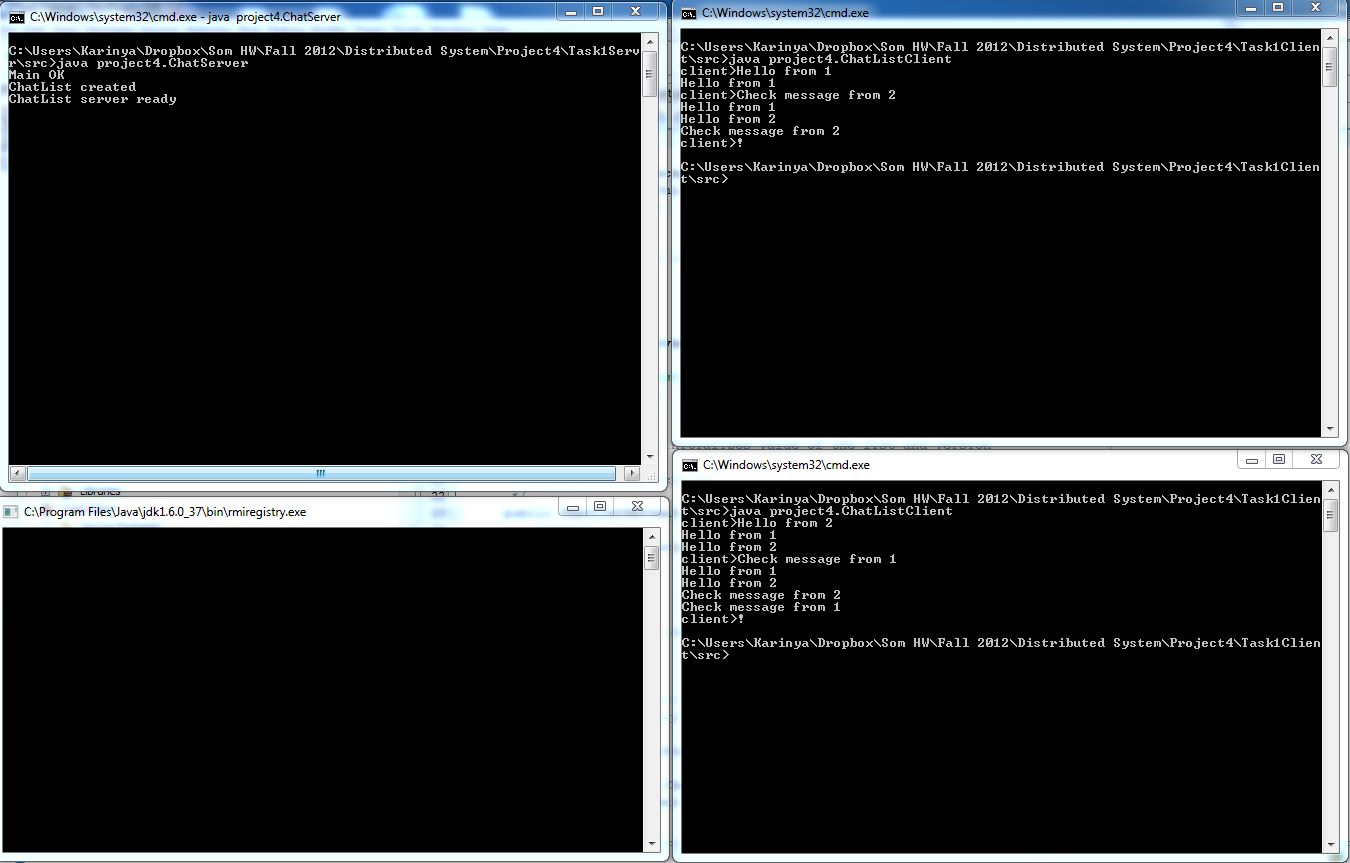 C:\Windows\system32\cmd.exe - java project4.ChatServer
C:\Users\Karinya\Dropbox\Som HW\Fall 2012\Distributed System\Project4\Task1Serve
r\src>java project4.ChatServer
Main OK
ChatList created
ChatList server ready
C:\Windows\system32\cmd.exe
C:\Users\Karinya\Dropbox\Som HW\Fall 2012\Distributed System\Project4\Task1Clien
t\src>java project4.ChatListClient
client>Hello from 1
Hello from 1
client>Check message from 2
Hello from 1
Hello from 2
Check message from 2
client>!
C:\Users\Karinya\Dropbox\Som HW\Fall 2012\Distributed System\Project4\Task1Clien
t\src>
Libraries
C:\Program Files\Java\jdk1.6.0_37\bin\rmiregistry.exe
C:\Windows\system32\cmd.exe
C:\Users\Karinya\Dropbox\Som HW\Fall 2012\Distributed System\Project4\Task1Clien
t\src>java project4.ChatListClient
client>Hello from 2
Hello from 1
Hello from 2
client>Check message from 1
Hello from 1
Hello from 2
Check message from 2
Check message from 1
client>!
C:\Users\Karinya\Dropbox\Som HW\Fall 2012\Distributed System\Project4\Task1Clien
t\src>